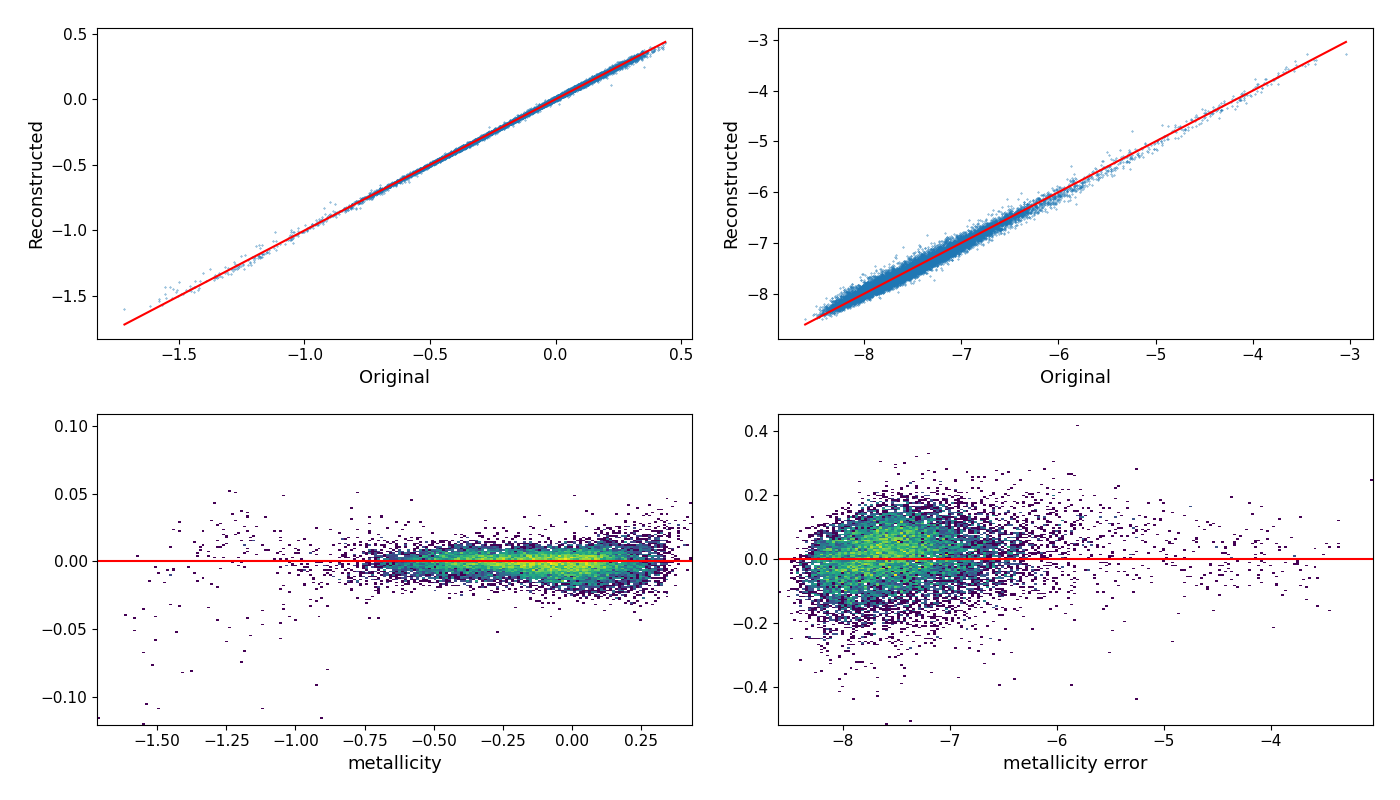 0.5
0.0
−0.5
−1.0
−1.5
Reconstructed
−1.5 −1.0 −0.5 0.0 0.5
Original
−3
−4
−5
−6
−7
−8
Reconstructed
−8 −7 −6 −5 −4 −3
Original
0.10
0.05
0.00
−0.05
−0.10
−1.50 −1.25 −1.00 −0.75 −0.50 −0.25 0.00 0.25
metallicity
0.4
0.2
0.0
−0.2
−0.4
−8 −7 −6 −5 −4
metallicity error